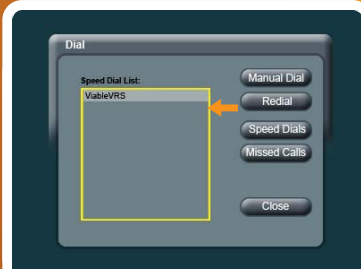 Dial
Speed Dial List:
ViableVRS
Manual Dial
Redial
Speed Dials
Missed Calls
Close